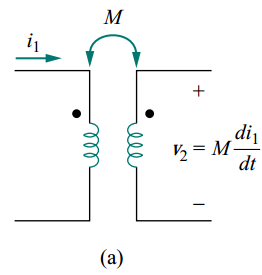 M
i₁
+
v₂ = M di₁/dt
−
(a)